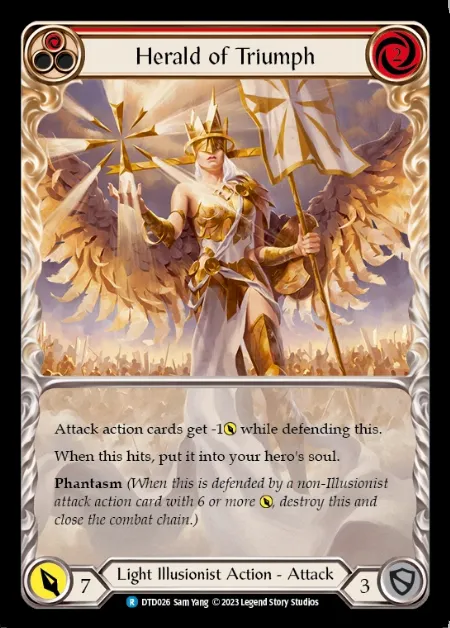 Herald of Triumph
2
Attack action cards get -1 while defending this.
When this hits, put it into your hero's soul.
Phantasm (When this is defended by a non-Illusionist
attack action card with 6 or more , destroy this and
close the combat chain.)
7
Light Illusionist Action - Attack
3
R DTD026 Sam Yang © 2023 Legend Story Studios